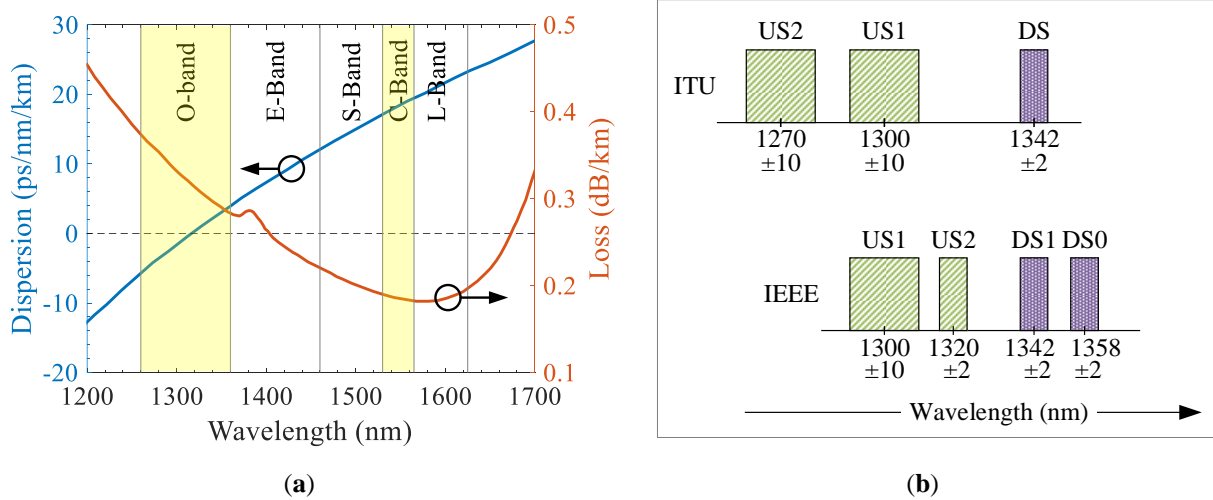 30
20
10
0
-10
-20
Dispersion (ps/nm/km)
O-band
E-Band
S-Band
C-Band
L-Band
0.5
0.4
0.3
0.2
0.1
Loss (dB/km)
1200 1300 1400 1500 1600 1700
Wavelength (nm)
(a)
US2 US1 DS
ITU
1270 1300 1342
±10 ±10 ±2
US1 US2 DS1 DS0
IEEE
1300 1320 1342 1358
±10 ±2 ±2 ±2
Wavelength (nm)
(b)